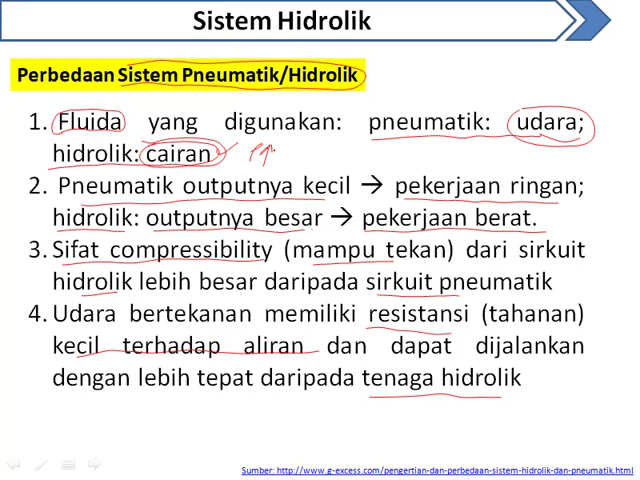 Sistem Hidrolik
Perbedaan Sistem Pneumatik/Hidrolik
1. Fluida yang digunakan: pneumatik: udara;
hidrolik: cairan
2. Pneumatik outputnya kecil → pekerjaan ringan;
hidrolik: outputnya besar → pekerjaan berat.
3. Sifat compressibility (mampu tekan) dari sirkuit
hidrolik lebih besar daripada sirkuit pneumatik
4. Udara bertekanan memiliki resistansi (tahanan)
kecil terhadap aliran dan dapat dijalankan
dengan lebih tepat daripada tenaga hidrolik
Sumber: http://www.g-excess.com/pengertian-dan-perbedaan-sistem-hidrolik-dan-pneumatik.html